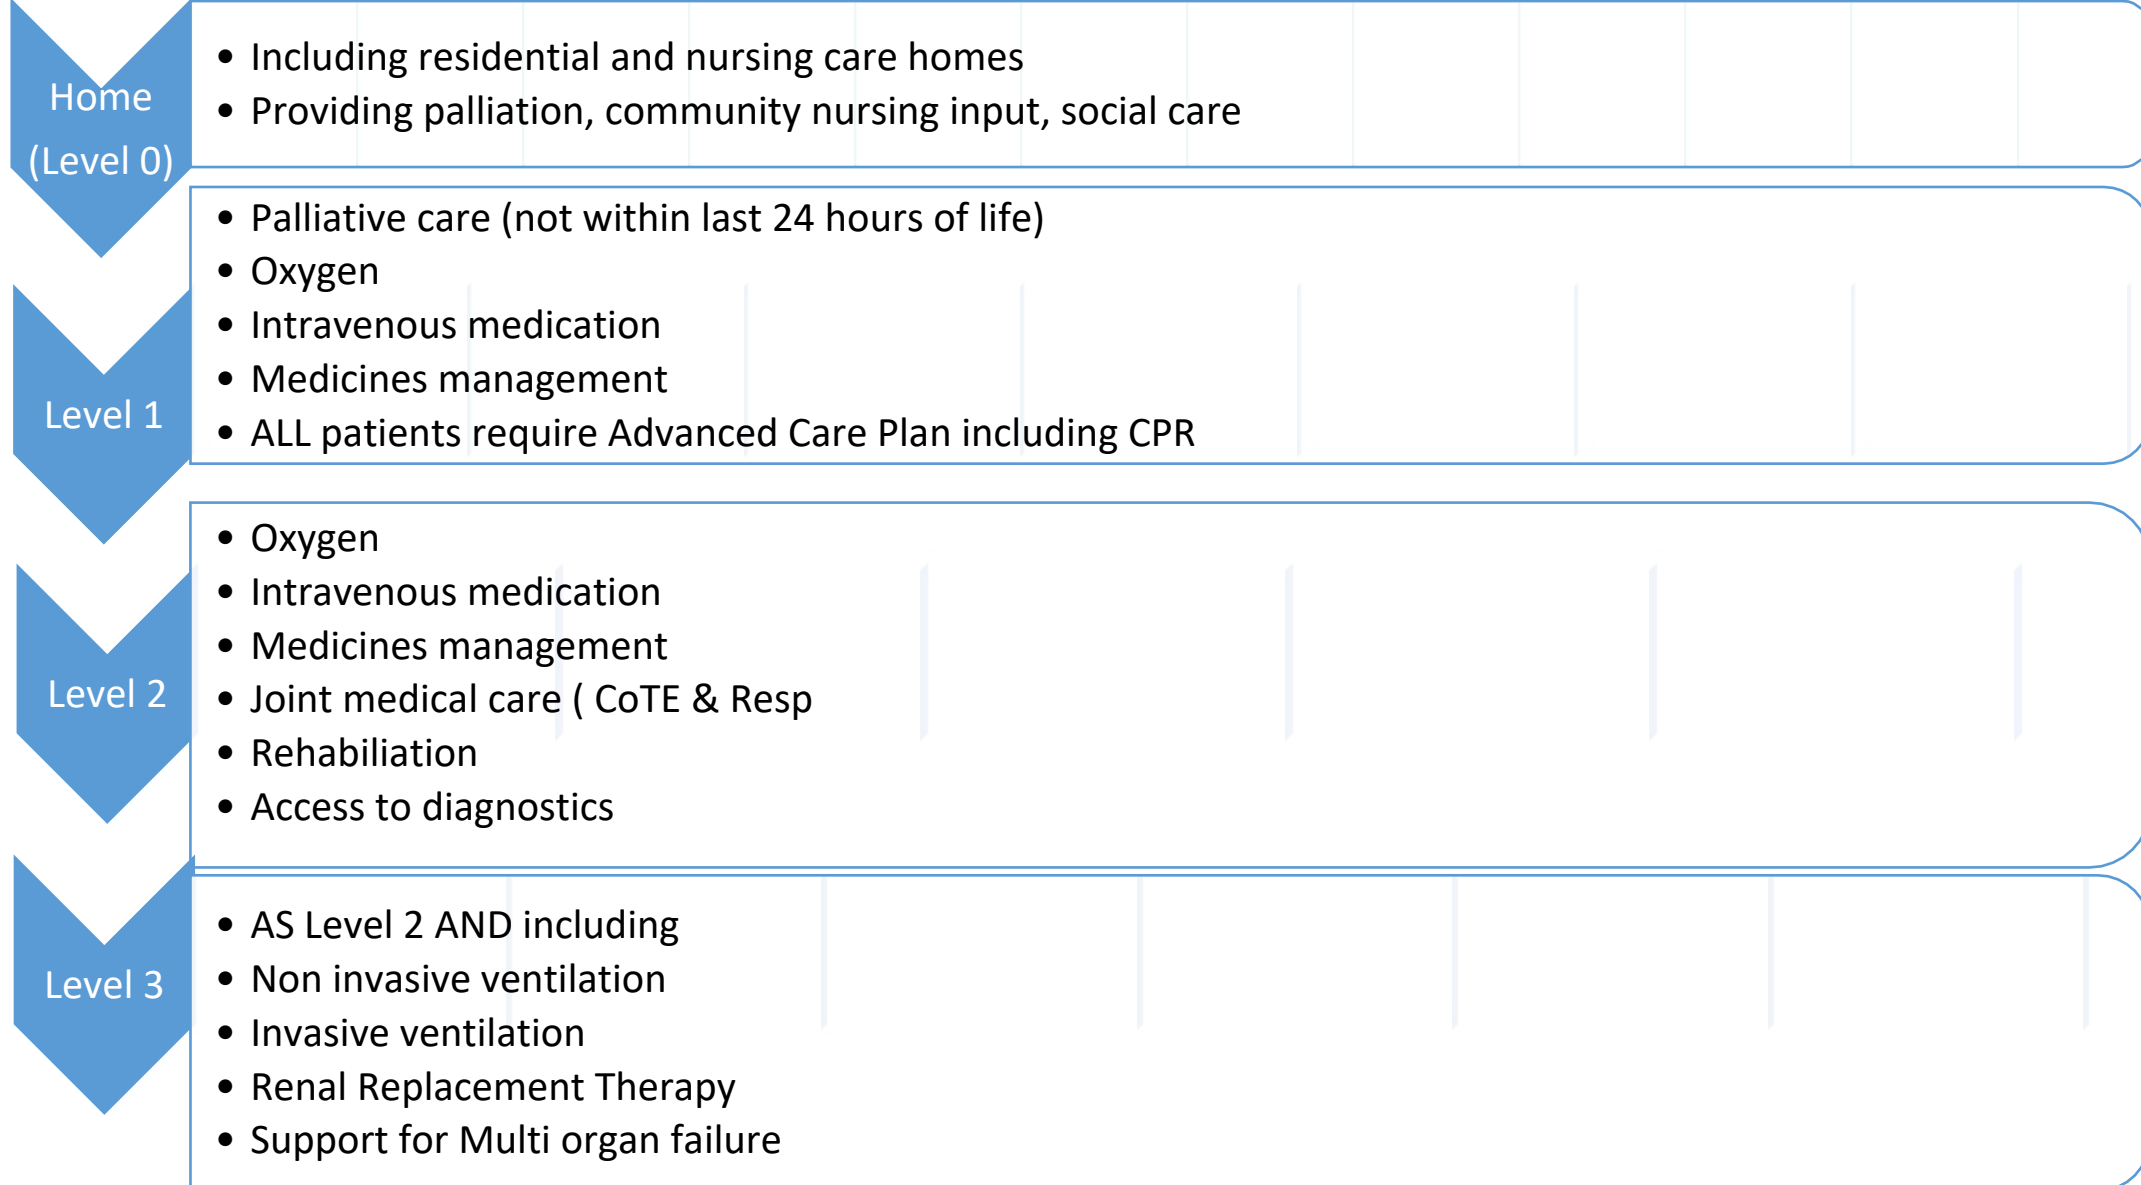 Home
(Level 0)
• Including residential and nursing care homes
• Providing palliation, community nursing input, social care
Level 1
• Palliative care (not within last 24 hours of life)
• Oxygen
• Intravenous medication
• Medicines management
• ALL patients require Advanced Care Plan including CPR
Level 2
• Oxygen
• Intravenous medication
• Medicines management
• Joint medical care ( CoTE & Resp
• Rehabiliation
• Access to diagnostics
Level 3
• AS Level 2 AND including
• Non invasive ventilation
• Invasive ventilation
• Renal Replacement Therapy
• Support for Multi organ failure